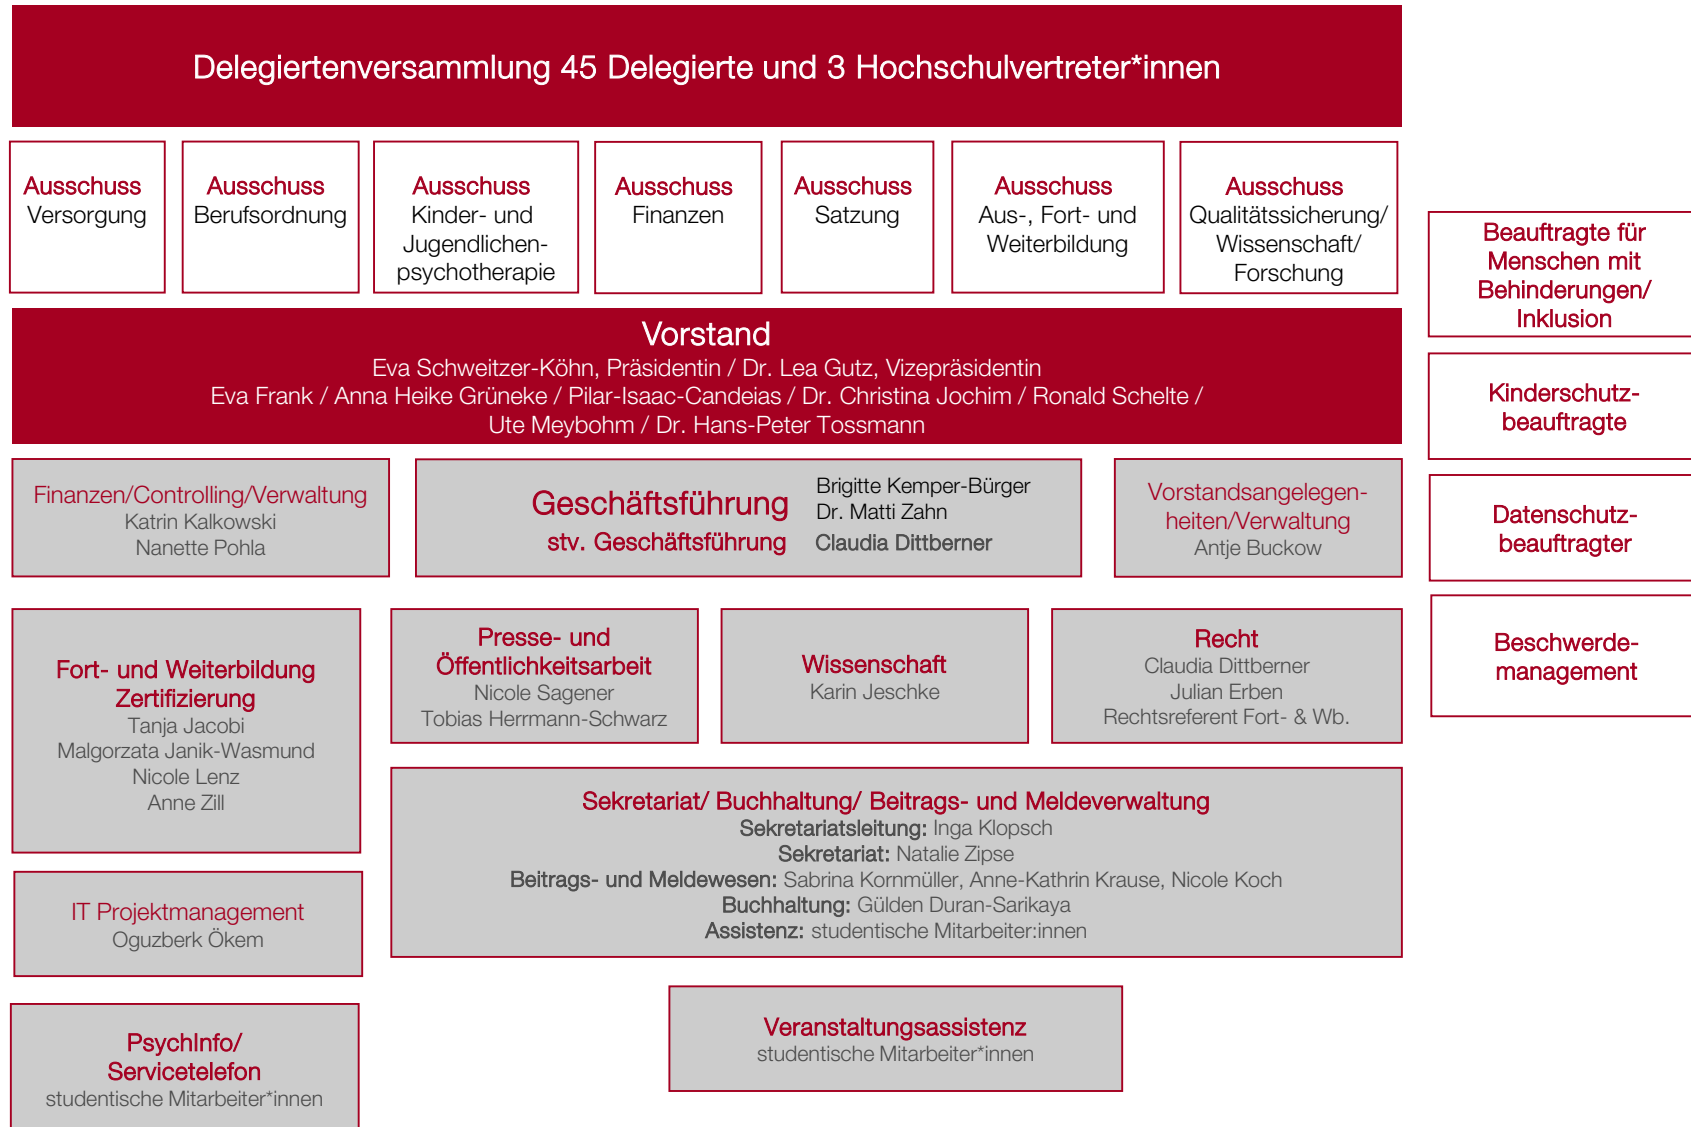 Delegiertenversammlung 45 Delegierte und 3 Hochschulvertreter*innen
Ausschuss
Versorgung
Ausschuss
Berufsordnung
Ausschuss
Kinder- und
Jugendlichen-
psychotherapie
Ausschuss
Finanzen
Ausschuss
Satzung
Ausschuss
Aus-, Fort- und
Weiterbildung
Ausschuss
Qualitätssicherung/
Wissenschaft/
Forschung
Beauftragte für
Menschen mit
Behinderungen/
Inklusion
Kinderschutz-
beauftragte
Datenschutz-
beauftragter
Beschwerde-
management
Vorstand
Eva Schweitzer-Köhn, Präsidentin / Dr. Lea Gutz, Vizepräsidentin
Eva Frank / Anna Heike Grüneke / Pilar-Isaac-Candeias / Dr. Christina Jochim / Ronald Schelte /
Ute Meybohm / Dr. Hans-Peter Tossmann
Finanzen/Controlling/Verwaltung
Katrin Kalkowski
Nanette Pohla
Geschäftsführung
Brigitte Kemper-Bürger
Dr. Matti Zahn
stv. Geschäftsführung Claudia Dittberner
Vorstandsangelegen-
heiten/Verwaltung
Antje Buckow
Fort- und Weiterbildung
Zertifizierung
Tanja Jacobi
Malgorzata Janik-Wasmund
Nicole Lenz
Anne Zill
Presse- und
Öffentlichkeitsarbeit
Nicole Sagener
Tobias Herrmann-Schwarz
Wissenschaft
Karin Jeschke
Recht
Claudia Dittberner
Julian Erben
Rechtsreferent Fort- & Wb.
Sekretariat/ Buchhaltung/ Beitrags- und Meldeverwaltung
Sekretariatsleitung: Inga Klopsch
Sekretariat: Natalie Zipse
Beitrags- und Meldewesen: Sabrina Kornmüller, Anne-Kathrin Krause, Nicole Koch
Buchhaltung: Gülden Duran-Sarikaya
Assistenz: studentische Mitarbeiter:innen
IT Projektmanagement
Oguzberk Ökem
PsychInfo/
Servicetelefon
studentische Mitarbeiter*innen
Veranstaltungsassistenz
studentische Mitarbeiter*innen